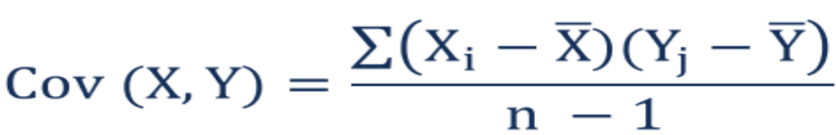 Cov (X, Y) = ∑(Xᵢ − X̅)(Yⱼ − Y̅) / n − 1